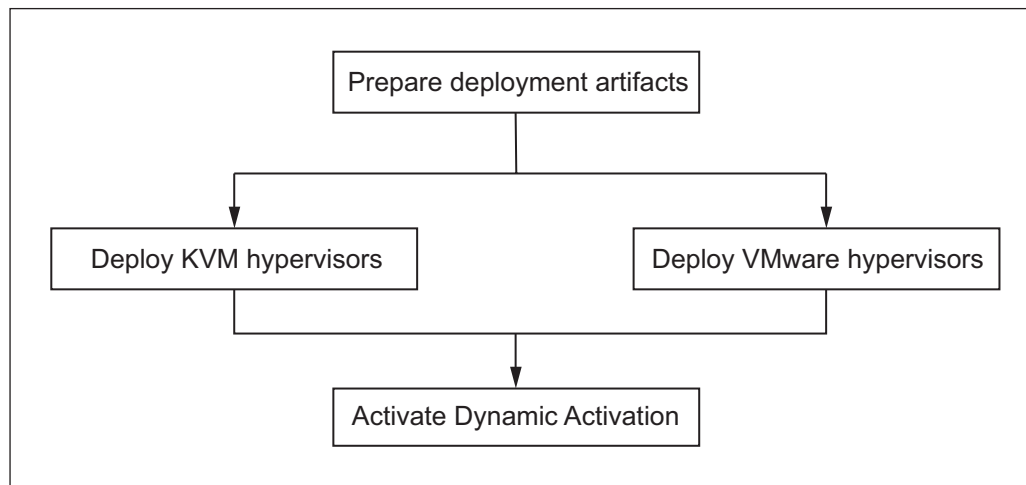 Prepare deployment artifacts
Deploy KVM hypervisors
Deploy VMware hypervisors
Activate Dynamic Activation